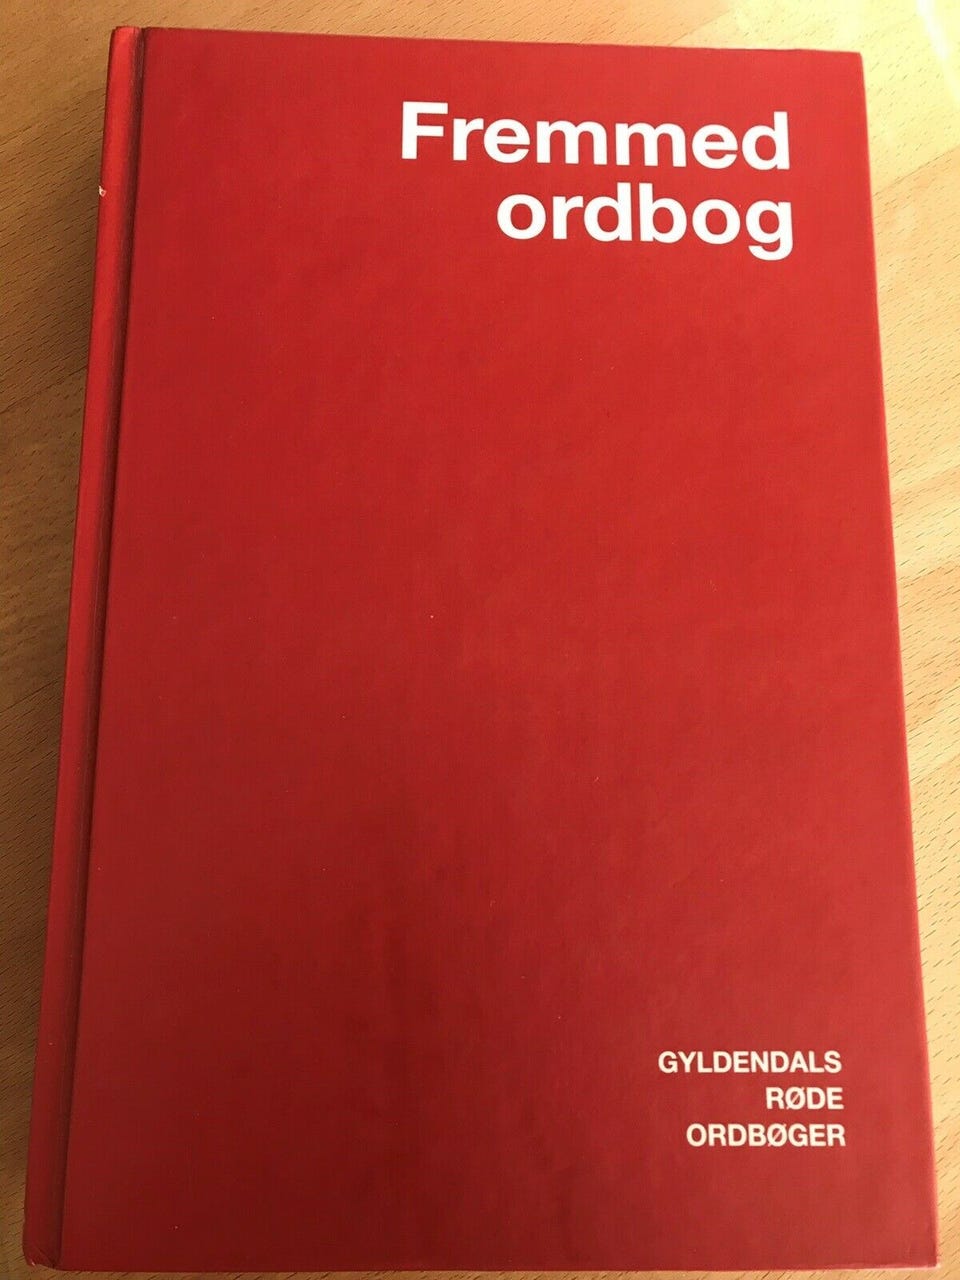 Fremmed
ordbog
GYLDENDALS
RØDE
ORDBØGER